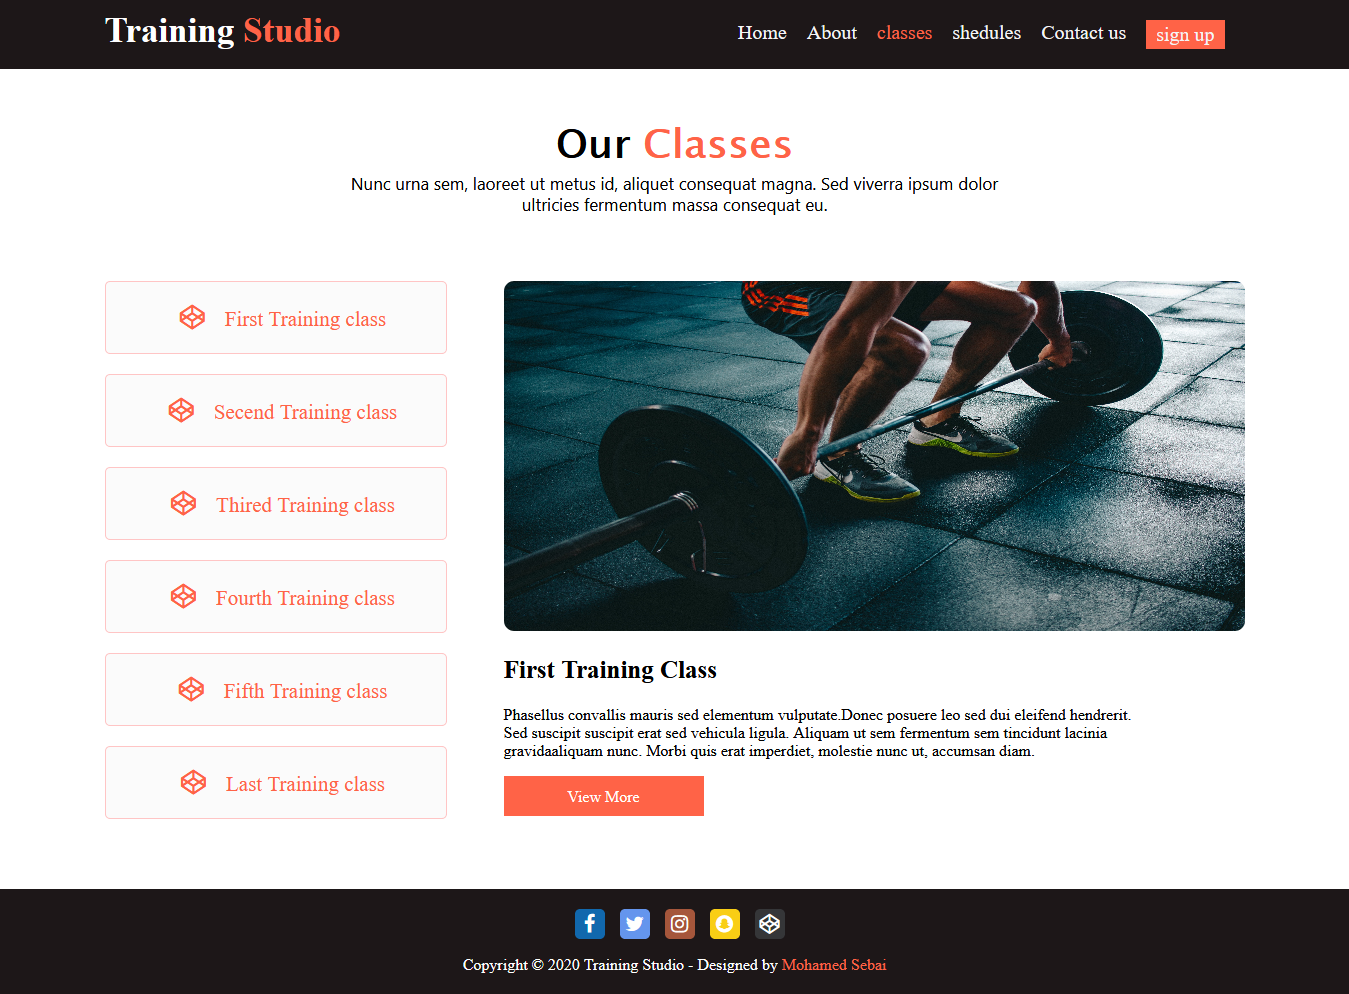 Training Studio
Home About classes shedules Contact us sign up
Our Classes
Nunc urna sem, laoreet ut metus id, aliquet consequat magna. Sed viverra ipsum dolor
ultricies fermentum massa consequat eu.
First Training class
Secend Training class
Thired Training class
Fourth Training class
Fifth Training class
Last Training class
First Training Class
Phasellus convallis mauris sed elementum vulputate.Donec posuere leo sed dui eleifend hendrerit.
Sed suscipit suscipit erat sed vehicula ligula. Aliquam ut sem fermentum sem tincidunt lacinia
gravidaaliquam nunc. Morbi quis erat imperdiet, molestie nunc ut, accumsan diam.
View More
Copyright © 2020 Training Studio - Designed by Mohamed Sebai